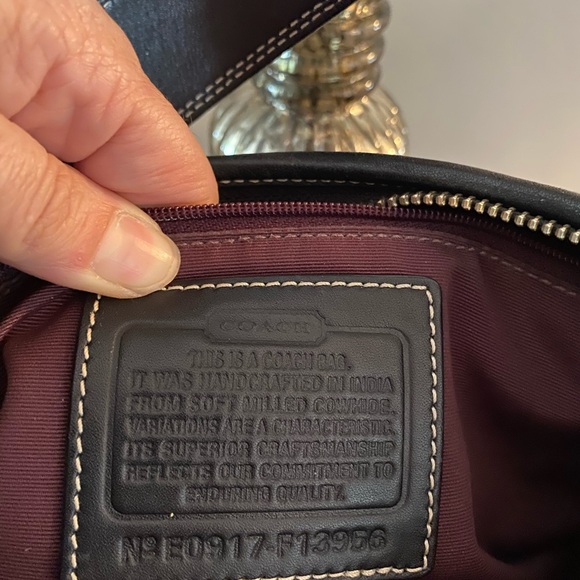 COACH
THIS IS A COACH BAG.
IT WAS HANDCRAFTED IN INDIA
FROM SOFT MILLED COWHIDE.
VARIATIONS ARE A CHARACTERISTIC.
ITS SUPERIOR CRAFTSMANSHIP
REFLECTS OUR COMMITMENT TO
ENDURING QUALITY.
Nº E0917-F13956